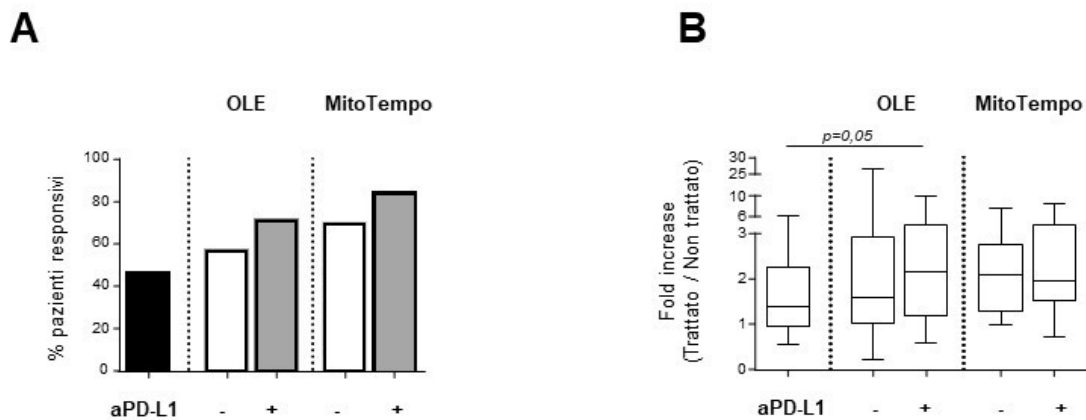 A
OLE
MitoTempo
% pazienti responsivi
100
80
60
40
20
0
aPD-L1
-
+
-
+
B
OLE
MitoTempo
p=0,05
Fold increase
(Trattato / Non trattato)
30
25
10
6
3
2
1
0
aPD-L1
-
+
-
+